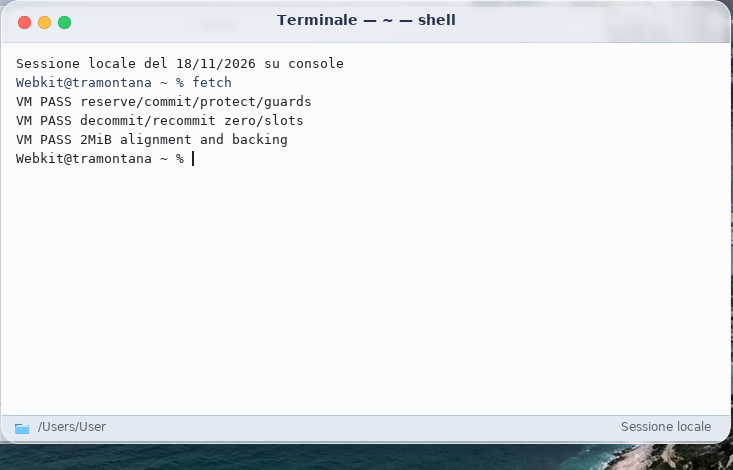 Terminale — ~ — shell
Sessione locale del 18/11/2026 su console
Webkit@tramontana ~ % fetch
VM PASS reserve/commit/protect/guards
VM PASS decommit/recommit zero/slots
VM PASS 2MiB alignment and backing
Webkit@tramontana ~ %
/Users/User
Sessione locale